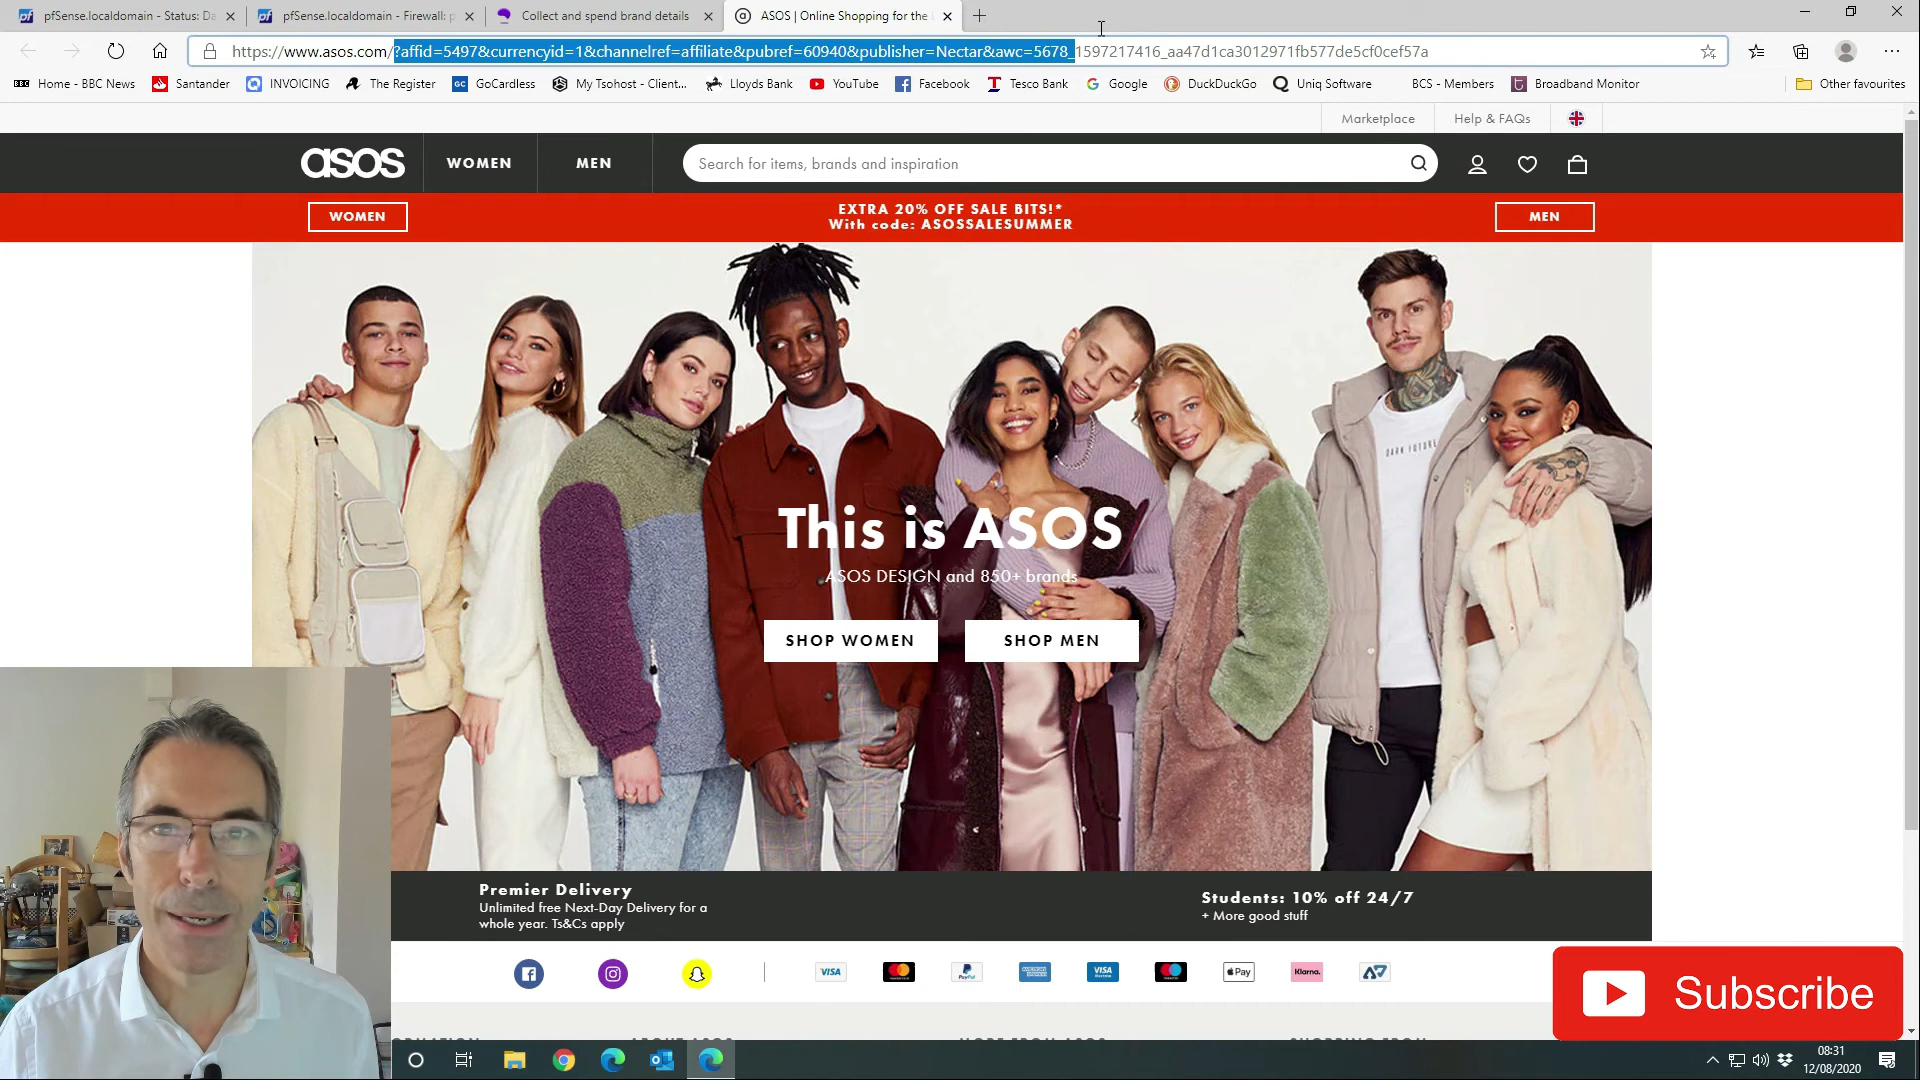 pfSense.localdomain - Status: Da
pfSense.localdomain - Firewall: p
Collect and spend brand details
ASOS | Online Shopping for the
https://www.asos.com/?affid=5497&currencyid=1&channelref=affiliate&pubref=60940&publisher=Nectar&awc=5678_1597217416_aa47d1ca3012971fb577de5cf0cef57a
Home - BBC News
Santander
INVOICING
The Register
GC
GoCardless
My Tsohost - Client...
Lloyds Bank
YouTube
Facebook
Tesco Bank
Google
DuckDuckGo
Uniq Software
BCS - Members
Broadband Monitor
Other favourites
Marketplace
Help & FAQs
asos
WOMEN
MEN
Search for items, brands and inspiration
WOMEN
EXTRA 20% OFF SALE BITS!*
With code: ASOSSALESUMMER
MEN
DARK FUTURE
This is ASOS
ASOS DESIGN and 850+ brands
SHOP WOMEN
SHOP MEN
Premier Delivery
Unlimited free Next-Day Delivery for a
whole year. Ts&Cs apply
Students: 10% off 24/7
+ More good stuff
VISA
PayPal
VISA
Pay
Klarna.
Subscribe
08:31
12/08/2020